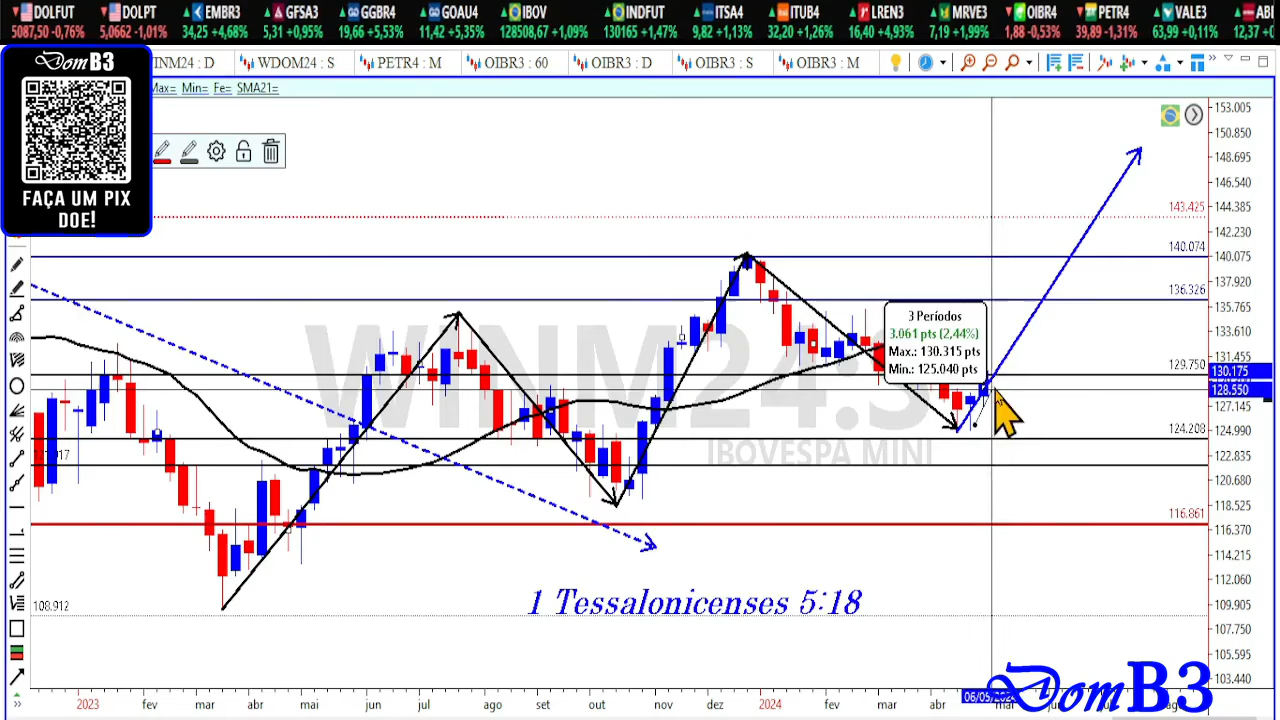 DOLFUT DOLPT EMBR3 GFSA3 GGBR4 GOAU4 IBOV INDFUT ITSA4 ITUB4 LREN3 MRVE3 OIBR4 PETR4 VALE3
5087,50 -0,76% 5,0662 -1,01% 34,25 +4,68% 5,31 +0,95% 19,66 +5,53% 11,42 +5,35% 128508,67 +1,09% 130165 +1,47% 9,82 +1,13% 32,14 +1,26% 16,40 +4,93% 7,19 +1,99% 1,88 -0,53% 39,89 -1,31% 63,99 +0,11% 12,37
DomB3
WINM24 : D WDOM24 : S PETR4 : M OIBR3 : 60 OIBR3 : D OIBR3 : S OIBR3 : M
Max= Min= Fe= SMA21=
FAÇA UM PIX
DOE!
153.005
150.850
148.695
146.540
143.425 144.385
142.230
140.074 140.075
137.920
136.326
135.765
133.610
131.455
129.750
130.175
128.550
127.145
124.208 124.990
122.835
120.680
118.525
116.861
116.370
114.215
112.060
109.905
107.750
105.595
103.440
3 Períodos
3.061 pts (2,44%)
Max.: 130.315 pts
Mín.: 125.040 pts
WINM24:S
IBOVESPA MINI
108.912
1 Tessalonicenses 5:18
2023 fev mar abr mai jun jul ago set out nov dez 2024 fev mar abr
DomB3